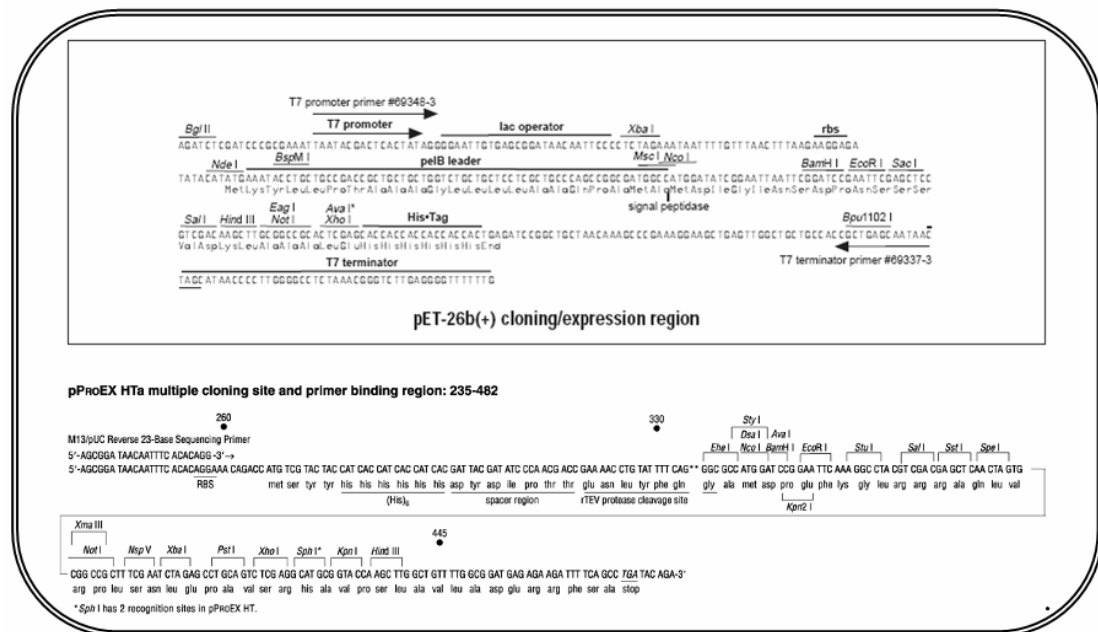 T7 promoter primer #69348-3
Bgl II T7 promoter lac operator Xba I rbs
AGATCTCGATCCCGCGAAATTAATACGACTCACTATAGGGGAATTGTGAGCGGATAACAATTCCCCTCTAGAAATAATTTTGTTTAACTTTAAGAAGGAGA
Nde I BspM I pelB leader Msc I Nco I BamH I EcoR I Sac I
TATACATATGAAATACCTGCTGCCGACCGCTGCTGCTGGTCTGCTGCTCCTCGCTGCCCAGCCGGCGATGGCCATGGATATCGGAATTAATTCGGATCCGAATTCGAGCTCC
MetLysTyrLeuLeuProThrAlaAlaAlaGlyLeuLeuLeuLeuAlaAlaGlnProAlaMetAlaMetAspIleGlyIleAsnSerAspProAsnSerSerSer
signal peptidase
Sal I Hind III Eag I Not I Ava I* Xho I His•Tag Bpu1102 I
GTCGACAAGCTTGCGGCCGCACTCGAGCACCACCACCACCACCACTGAGATCCGGCTGCTAACAAAGCCCGAAAGGAAGCTGAGTTGGCTGCTGCCACCGCTGAGCAATAAC
ValAspLysLeuAlaAlaAlaLeuGluHisHisHisHisHisHisEnd
T7 terminator T7 terminator primer #69337-3
TAGCATAACCCCTTGGGGCCTCTAAACGGGTCTTGAGGGGTTTTTTG
pET-26b(+) cloning/expression region
pPROEX HTa multiple cloning site and primer binding region: 235-482
260 330
M13/pUC Reverse 23-Base Sequencing Primer
Sty I
Dsa I Ava I
5'-AGCGGATAACAATTTCACACAGG-3'→ Ehe I Nco I BamH I EcoR I Stu I Sal I Sst I Spe I
5'-AGCGGATAACAATTTCACACAGGAAACAGACC ATG TCG TAC TAC CAT CAC CAT CAC CAT CAC GAT TAC GAT ATC CCA ACG ACC GAA AAC CTG TAT TTT CAG** GGC GCC ATG GAT CCG GAA TTC AAA GGC CTA CGT CGA CGA GCT CAA CTA GTG
RBS met ser tyr tyr his his his his his his asp tyr asp ile pro thr thr glu asn leu tyr phe gln gly ala met asp pro glu phe lys gly leu arg arg arg ala gln leu val
(His)6 spacer region rTEV protease cleavage site Kpn2 I
Xma III
Not I Nsp V Xba I Pst I Xho I Sph I* Kpn I Hind III 445
CGG CCG CTT TCG AAT CTA GAG CCT GCA GTC TCG AGG CAT GCG GTA CCA AGC TTG GCT GTT TTG GCG GAT GAG AGA AGA TTT TCA GCC TGA TAC AGA-3'
arg pro leu ser asn leu glu pro ala val ser arg his ala val pro ser leu ala val leu ala asp glu arg arg phe ser ala stop
*Sph I has 2 recognition sites in pPROEX HT.